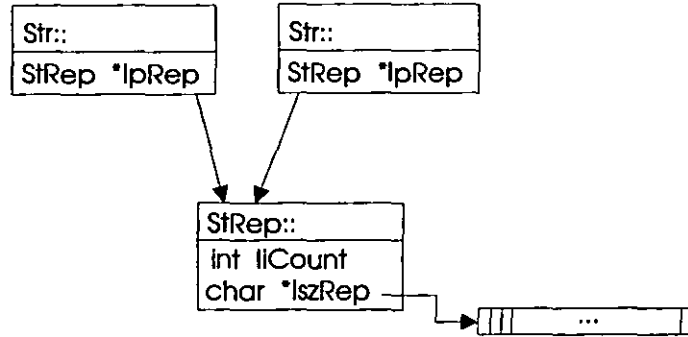 Str::
StRep *lpRep
Str::
StRep *lpRep
StRep::
int liCount
char *lszRep
...